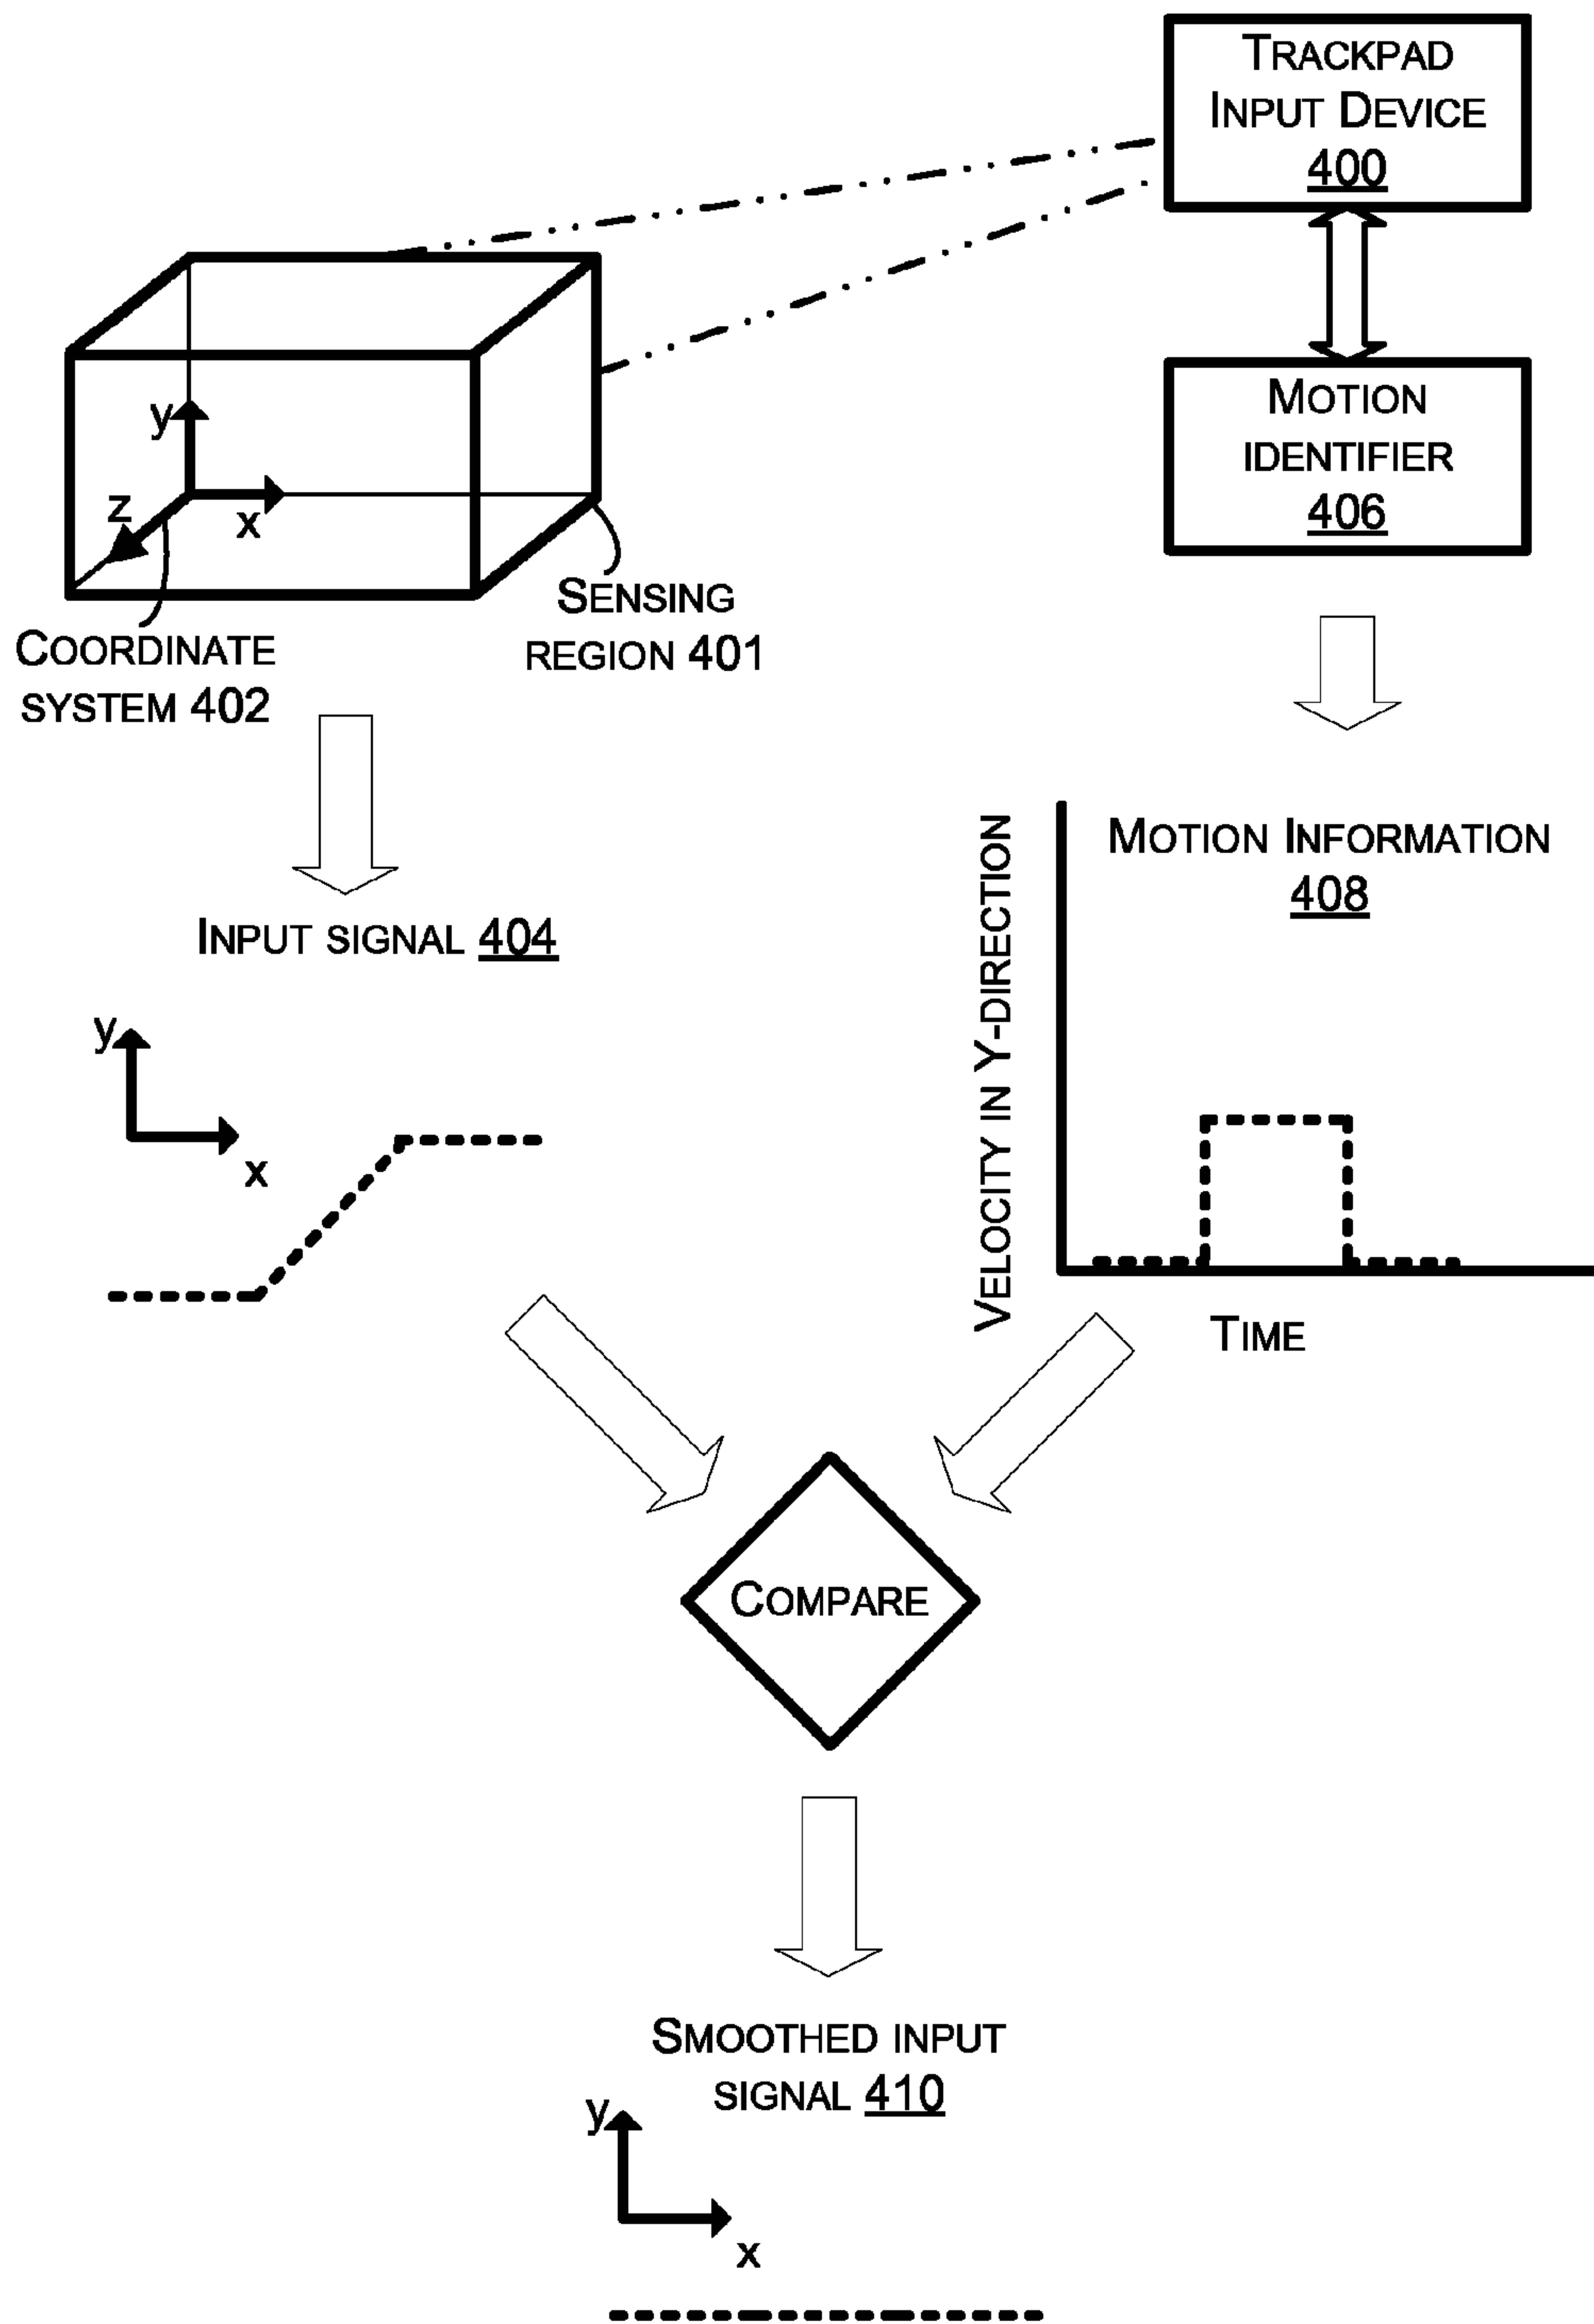 TRACKPAD
INPUT DEVICE
400
MOTION
IDENTIFIER
406
y
z
x
SENSING
REGION 401
COORDINATE
SYSTEM 402
MOTION INFORMATION
408
VELOCITY IN Y-DIRECTION
TIME
INPUT SIGNAL 404
y
x
COMPARE
SMOOTHED INPUT
SIGNAL 410
y
x